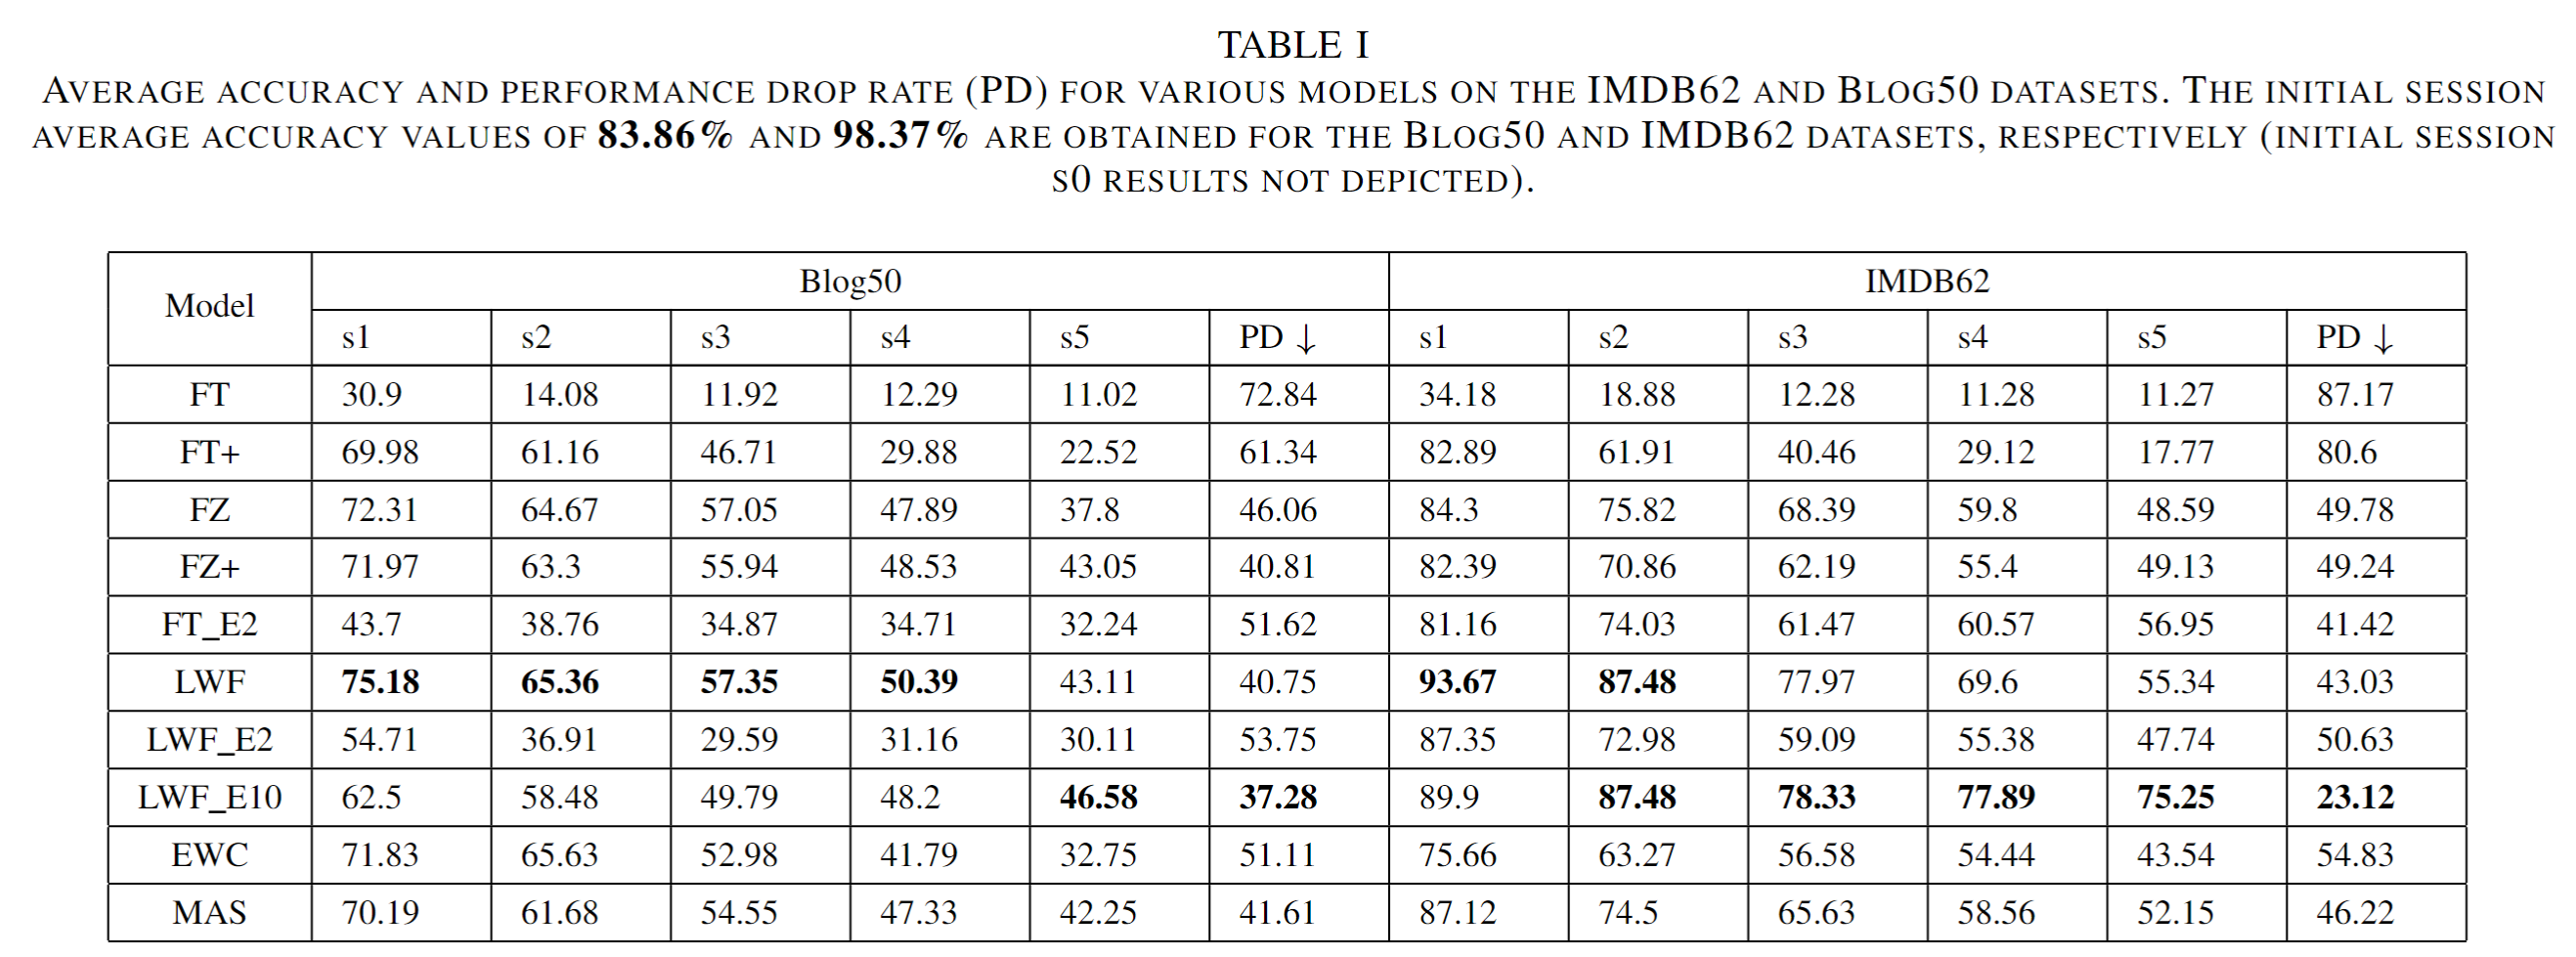 TABLE I
AVERAGE ACCURACY AND PERFORMANCE DROP RATE (PD) FOR VARIOUS MODELS ON THE IMDB62 AND BLOG50 DATASETS. THE INITIAL SESSION
AVERAGE ACCURACY VALUES OF 83.86% AND 98.37% ARE OBTAINED FOR THE BLOG50 AND IMDB62 DATASETS, RESPECTIVELY (INITIAL SESSION
S0 RESULTS NOT DEPICTED).
Model Blog50 IMDB62
s1 s2 s3 s4 s5 PD ↓ s1 s2 s3 s4 s5 PD ↓
FT 30.9 14.08 11.92 12.29 11.02 72.84 34.18 18.88 12.28 11.28 11.27 87.17
FT+ 69.98 61.16 46.71 29.88 22.52 61.34 82.89 61.91 40.46 29.12 17.77 80.6
FZ 72.31 64.67 57.05 47.89 37.8 46.06 84.3 75.82 68.39 59.8 48.59 49.78
FZ+ 71.97 63.3 55.94 48.53 43.05 40.81 82.39 70.86 62.19 55.4 49.13 49.24
FT_E2 43.7 38.76 34.87 34.71 32.24 51.62 81.16 74.03 61.47 60.57 56.95 41.42
LWF 75.18 65.36 57.35 50.39 43.11 40.75 93.67 87.48 77.97 69.6 55.34 43.03
LWF_E2 54.71 36.91 29.59 31.16 30.11 53.75 87.35 72.98 59.09 55.38 47.74 50.63
LWF_E10 62.5 58.48 49.79 48.2 46.58 37.28 89.9 87.48 78.33 77.89 75.25 23.12
EWC 71.83 65.63 52.98 41.79 32.75 51.11 75.66 63.27 56.58 54.44 43.54 54.83
MAS 70.19 61.68 54.55 47.33 42.25 41.61 87.12 74.5 65.63 58.56 52.15 46.22